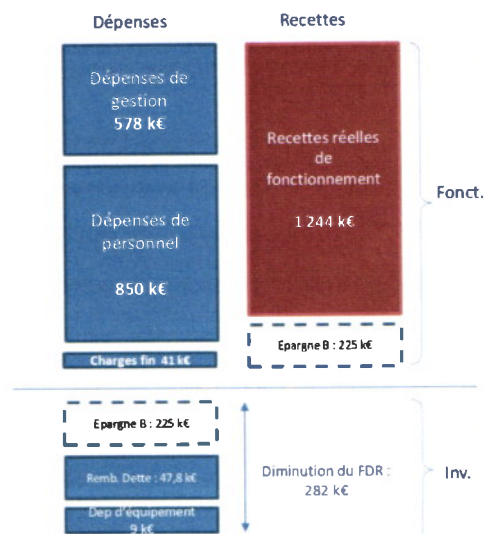 Dépenses
Recettes
Dépenses de
gestion
578 k€
Dépenses de
personnel
850 k€
Charges fin 41 k€
Recettes réelles
de
fonctionnement
1 244 k€
Epargne B : 225 k€
Fonct.
Epargne B : 225 k€
Remb. Dette : 47,8 k€
Dep d'équipement
9 k€
Diminution du FDR :
282 k€
Inv.